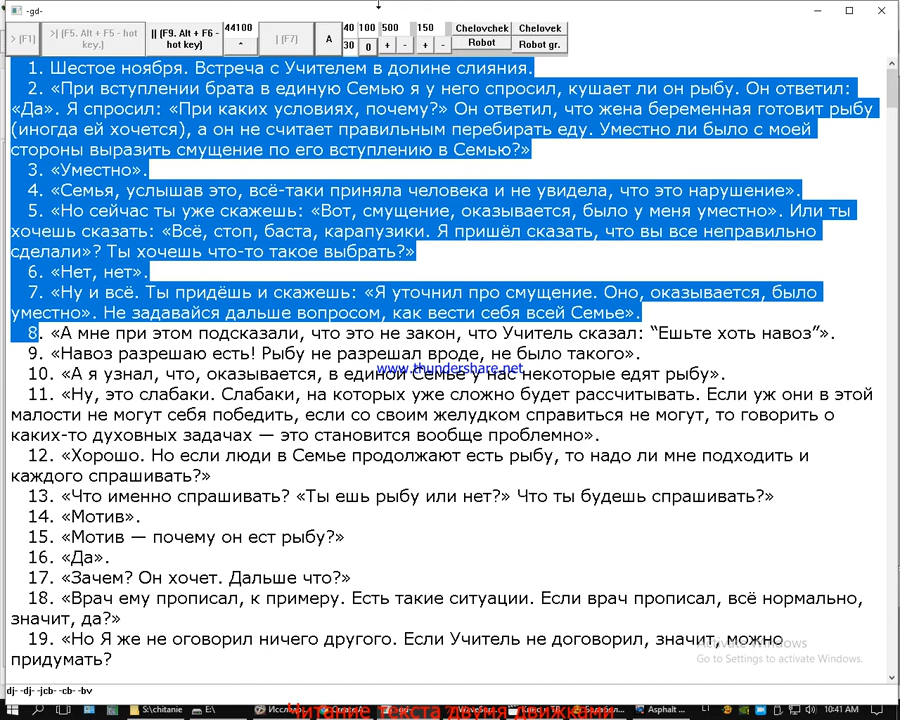 -gd-
> [F1]
>| [F5. Alt + F5 - hot key.]
|| (F9. Alt + F6 - hot key)
44100
^
| [F7]
A
40 100 500 150
30 0 + - + -
Chelovchek Chelovek
Robot Robot gr.
1. Шестое ноября. Встреча с Учителем в долине слияния.
2. «При вступлении брата в единую Семью я у него спросил, кушает ли он рыбу. Он ответил:
«Да». Я спросил: «При каких условиях, почему?» Он ответил, что жена беременная готовит рыбу
(иногда ей хочется), а он не считает правильным перебирать еду. Уместно ли было с моей
стороны выразить смущение по его вступлению в Семью?»
3. «Уместно».
4. «Семья, услышав это, всё-таки приняла человека и не увидела, что это нарушение».
5. «Но сейчас ты уже скажешь: «Вот, смущение, оказывается, было у меня уместно». Или ты
хочешь сказать: «Всё, стоп, баста, карапузики. Я пришёл сказать, что вы все неправильно
сделали»? Ты хочешь что-то такое выбрать?»
6. «Нет, нет».
7. «Ну и всё. Ты придёшь и скажешь: «Я уточнил про смущение. Оно, оказывается, было
уместно». Не задавайся дальше вопросом, как вести себя всей Семье».
8. «А мне при этом подсказали, что это не закон, что Учитель сказал: “Ешьте хоть навоз”».
9. «Навоз разрешаю есть! Рыбу не разрешал вроде, не было такого».
www.thundershare.net
10. «А я узнал, что, оказывается, в единой Семье у нас некоторые едят рыбу».
11. «Ну, это слабаки. Слабаки, на которых уже сложно будет рассчитывать. Если уж они в этой
малости не могут себя победить, если со своим желудком справиться не могут, то говорить о
каких-то духовных задачах — это становится вообще проблемно».
12. «Хорошо. Но если люди в Семье продолжают есть рыбу, то надо ли мне подходить и
каждого спрашивать?»
13. «Что именно спрашивать? «Ты ешь рыбу или нет?» Что ты будешь спрашивать?»
14. «Мотив».
15. «Мотив — почему он ест рыбу?»
16. «Да».
17. «Зачем? Он хочет. Дальше что?»
18. «Врач ему прописал, к примеру. Есть такие ситуации. Если врач прописал, всё нормально,
значит, да?»
19. «Но Я же не оговорил ничего другого. Если Учитель не договорил, значит, можно
придумать?
Activate Windows
Go to Settings to activate Windows.
dj- -dj- -jcb- -cb- -bv
S:\chitanie
E:\
Create A
-gd-
WaveSura
Asphalt ...
LT
10:41 AM
Читание текста двумя движками